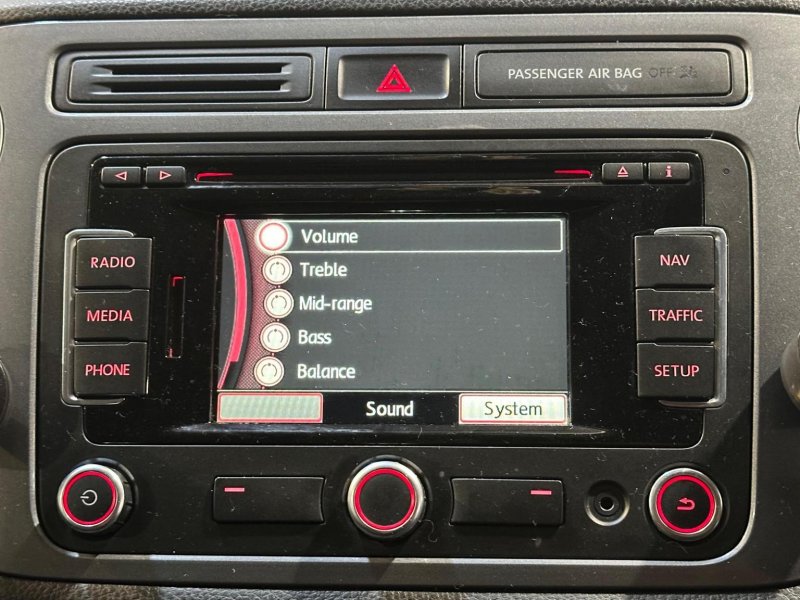 PASSENGER AIR BAG OFF
RADIO
MEDIA
PHONE
Volume
Treble
Mid-range
Bass
Balance
Sound
System
NAV
TRAFFIC
SETUP
i